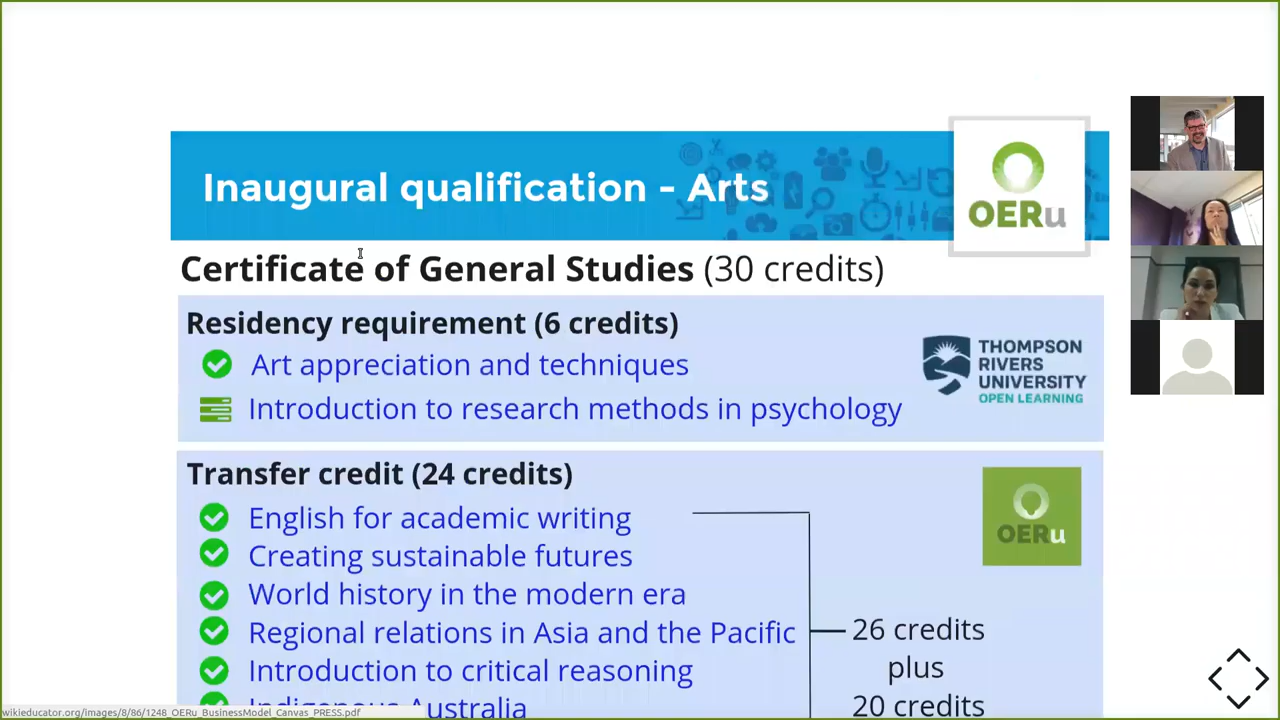 Inaugural qualification - Arts
OERu
Certificate of General Studies (30 credits)
Residency requirement (6 credits)
Art appreciation and techniques
Introduction to research methods in psychology
THOMPSON
RIVERS
UNIVERSITY
OPEN LEARNING
Transfer credit (24 credits)
English for academic writing
Creating sustainable futures
World history in the modern era
Regional relations in Asia and the Pacific
Introduction to critical reasoning
Indigenous Australia
OERu
26 credits
plus
20 credits
wikieducator.org/images/8/86/1248_OERu_BusinessModel_Canvas_PRESS.pdf